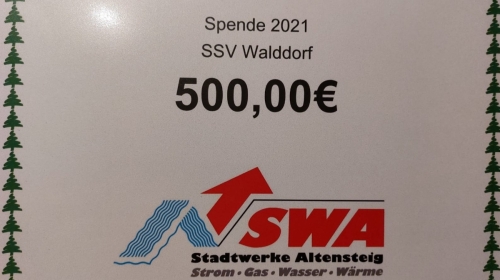 Spende 2021
SSV Walddorf
500,00€
SWA
Stadtwerke Altensteig
Strom · Gas · Wasser · Wärme